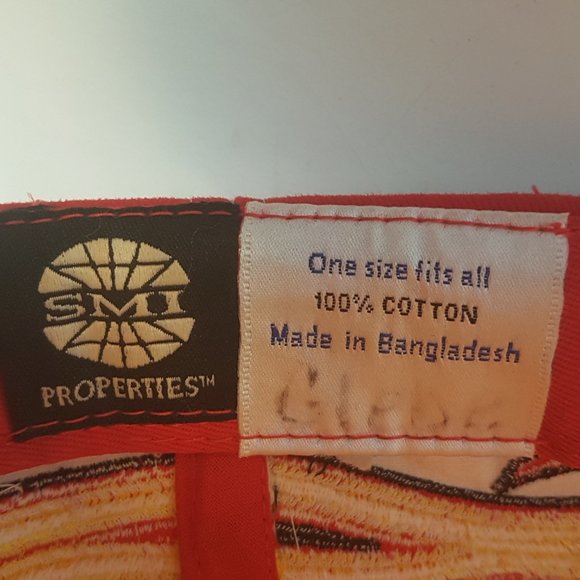 SMI
PROPERTIES™
One size fits all
100% COTTON
Made in Bangladesh